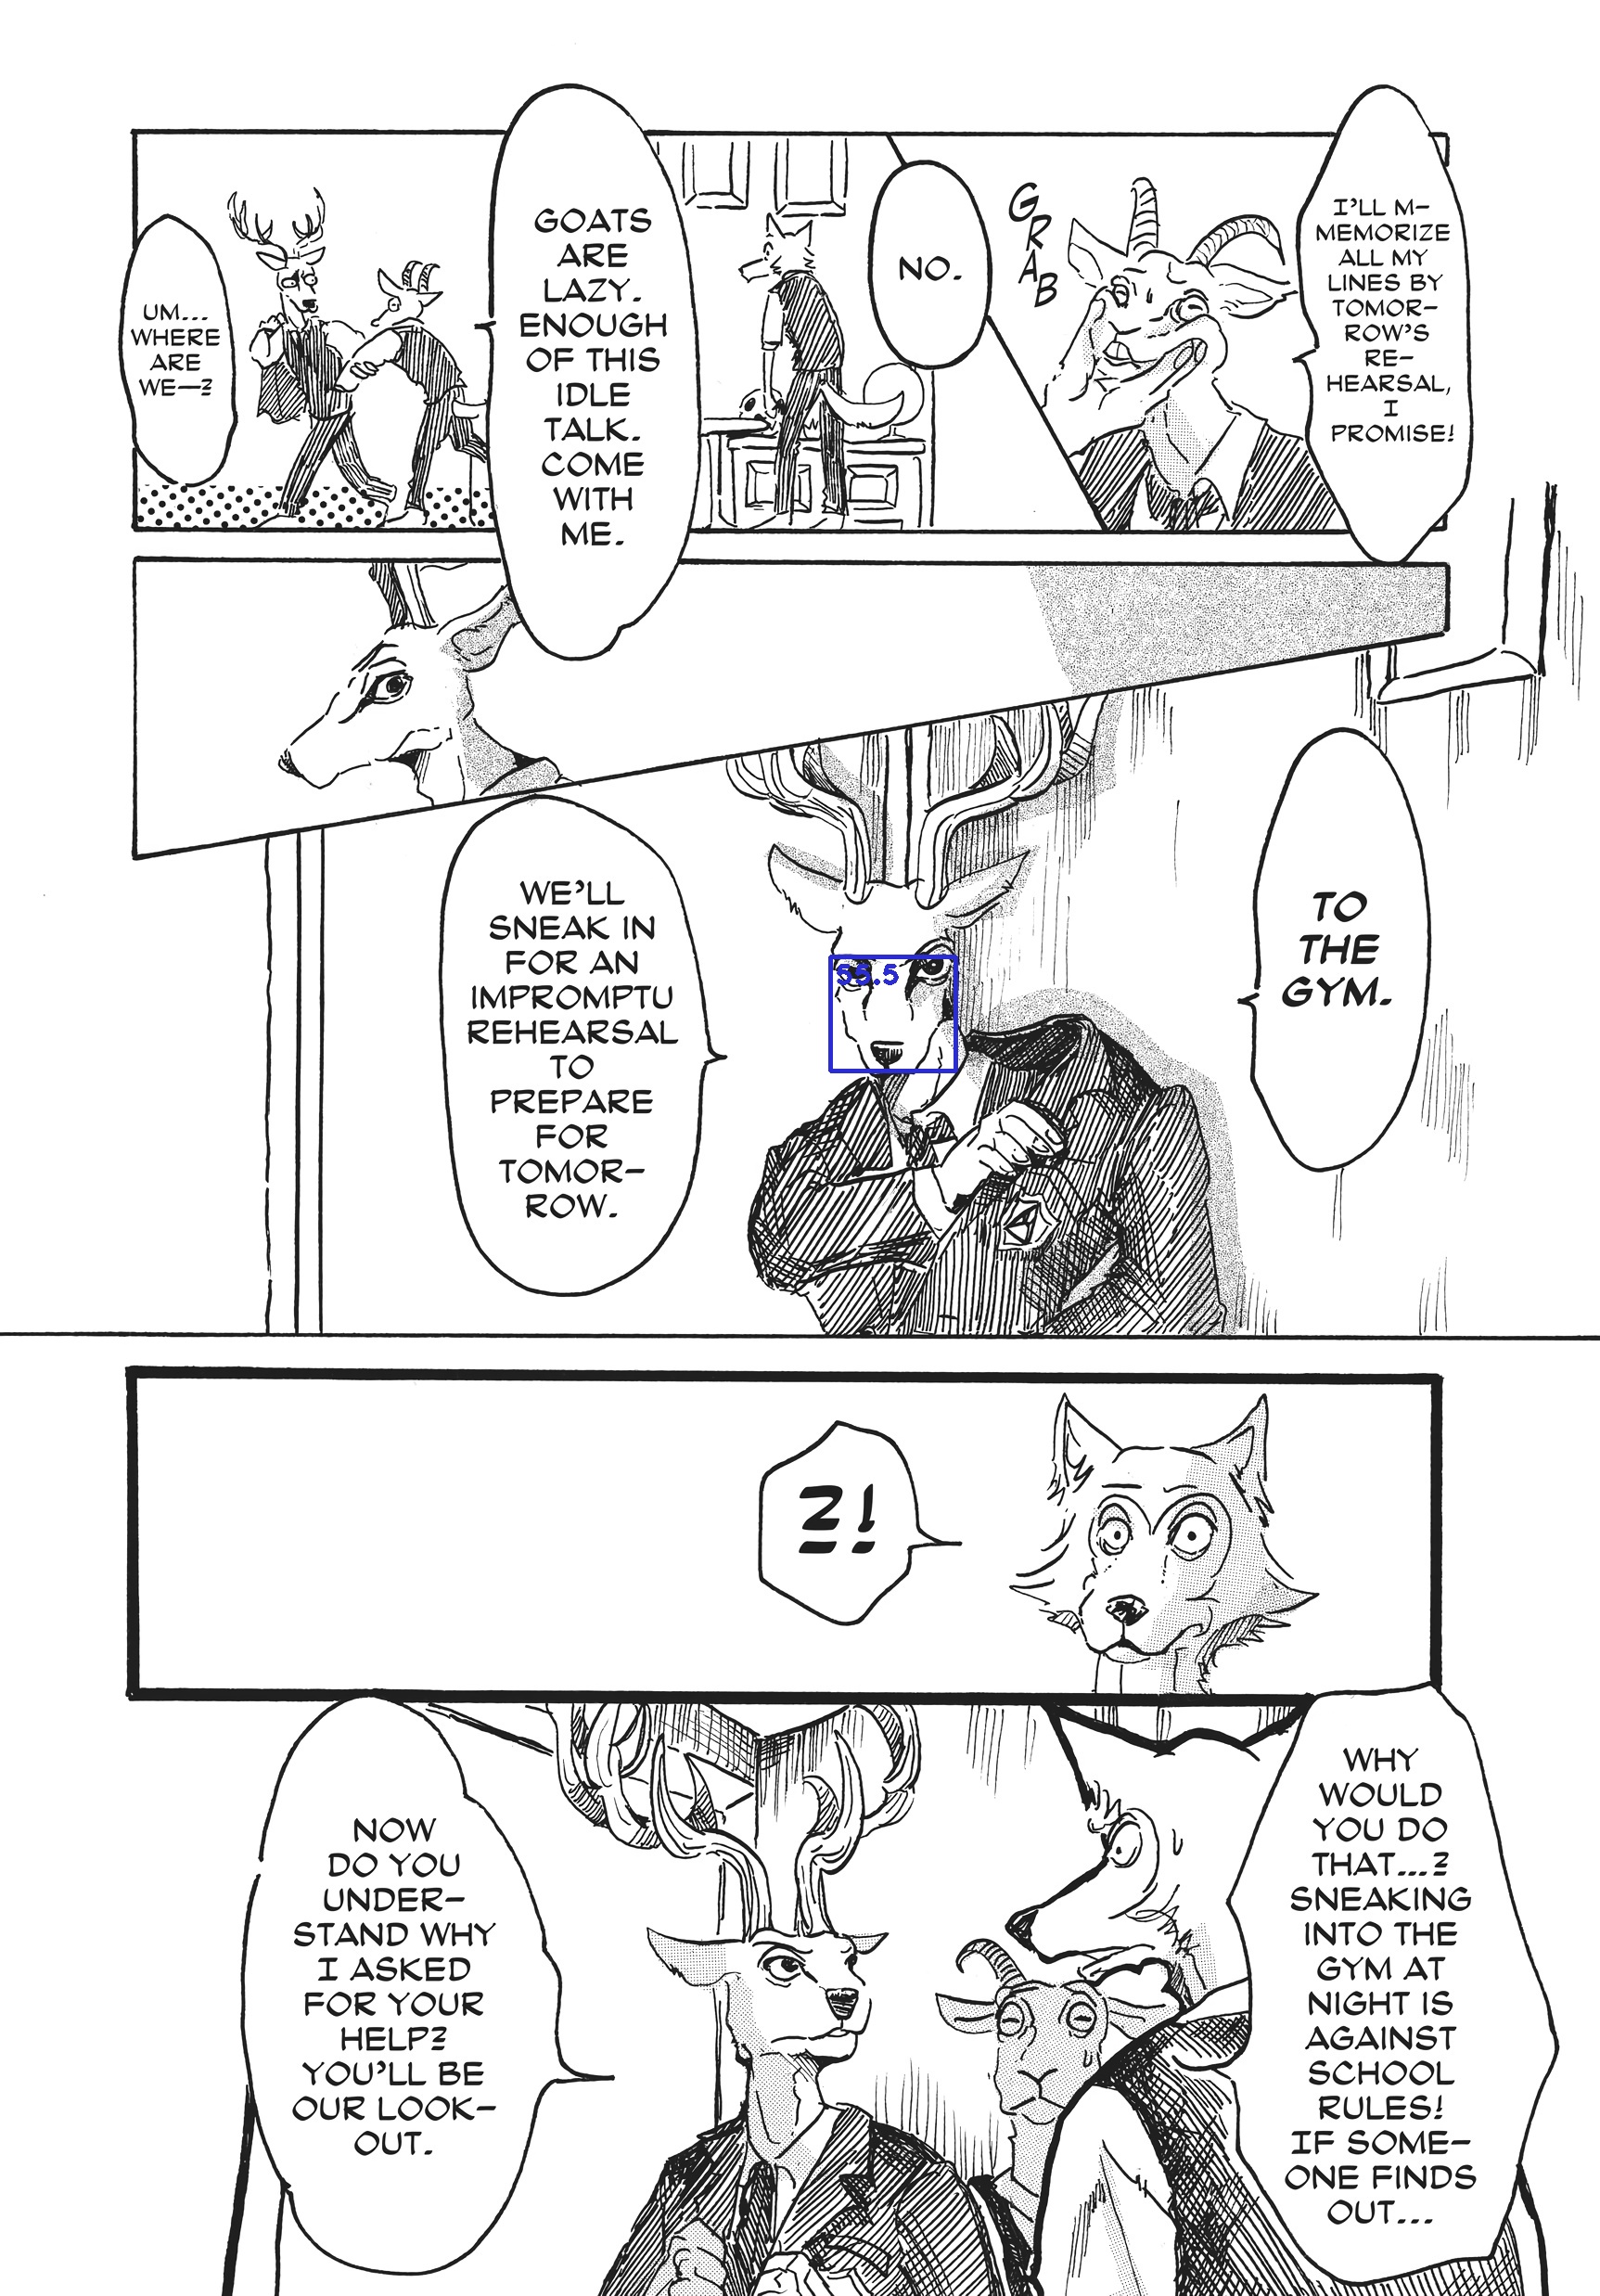 I'LL M-
MEMORIZE
ALL MY
LINES BY
TOMOR-
ROW'S
RE-
HEARSAL,
I
PROMISE!
GRAB
NO.
GOATS
ARE
LAZY.
ENOUGH
OF THIS
IDLE
TALK.
COME
WITH
ME.
UM...
WHERE
ARE
WE—?
TO
THE
GYM.
55.5
WE'LL
SNEAK IN
FOR AN
IMPROMPTU
REHEARSAL
TO
PREPARE
FOR
TOMOR-
ROW.
?!
WHY
WOULD
YOU DO
THAT...?
SNEAKING
INTO THE
GYM AT
NIGHT IS
AGAINST
SCHOOL
RULES!
IF SOME-
ONE FINDS
OUT...
NOW
DO YOU
UNDER-
STAND WHY
I ASKED
FOR YOUR
HELP?
YOU'LL BE
OUR LOOK-
OUT.